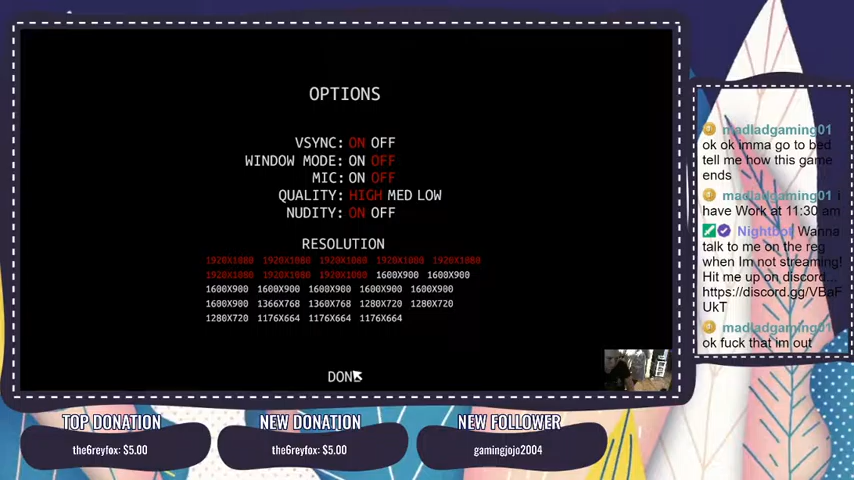 OPTIONS
VSYNC: ON OFF
WINDOW MODE: ON OFF
MIC: ON OFF
QUALITY: HIGH MED LOW
NUDITY: ON OFF
RESOLUTION
1920X1080 1920X1080 1920X1080 1920X1080 1920X1080
1920X1080 1920X1080 1920X1080 1600X900 1600X900
1600X900 1600X900 1600X900 1600X900 1600X900
1600X900 1366X768 1360X768 1280X720 1280X720
1280X720 1176X664 1176X664 1176X664
DONE
madladgaming01
ok ok imma go to bed
tell me how this game
ends
madladgaming01 i
have Work at 11:30 am
Nightbot Wanna
talk to me on the reg
when Im not streaming!
Hit me up on discord...
https://discord.gg/VBaF
UkT
madladgaming01
ok fuck that im out
TOP DONATION
the6reyfox: $5.00
NEW DONATION
the6reyfox: $5.00
NEW FOLLOWER
gamingjojo2004